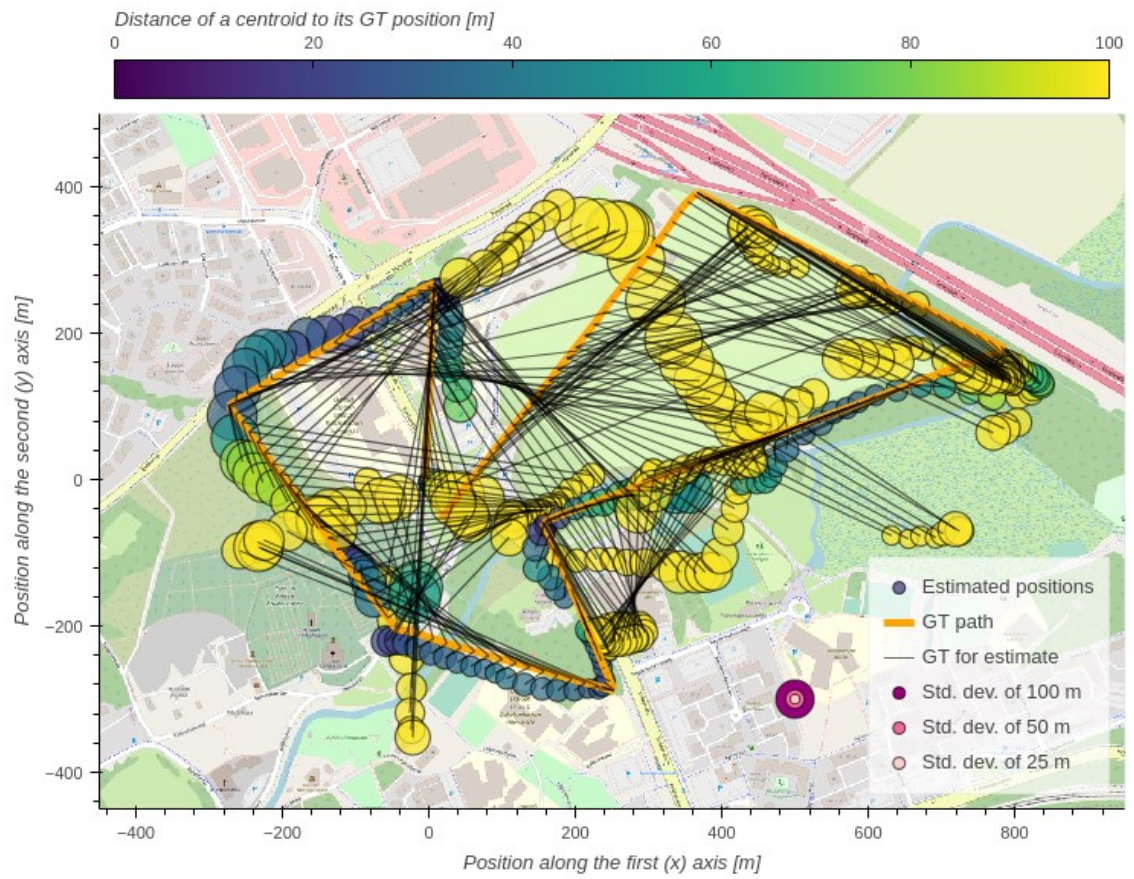 Distance of a centroid to its GT position [m]
0 20 40 60 80 100
400
200
0
−200
−400
Position along the second (y) axis [m]
Estimated positions
GT path
GT for estimate
Std. dev. of 100 m
Std. dev. of 50 m
Std. dev. of 25 m
−400 −200 0 200 400 600 800
Position along the first (x) axis [m]